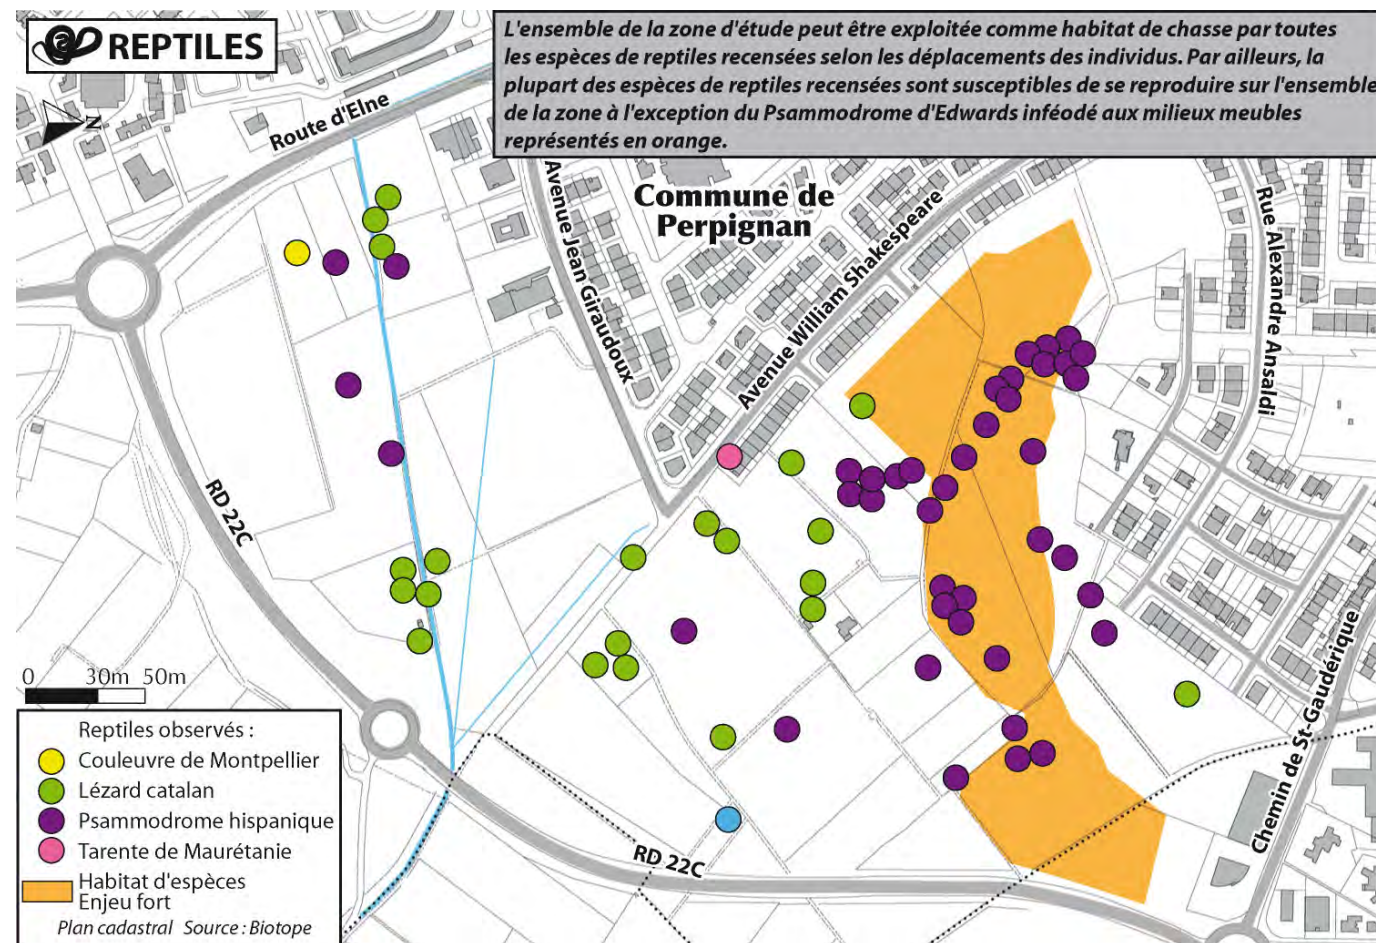 REPTILES
L'ensemble de la zone d'étude peut être exploitée comme habitat de chasse par toutes
les espèces de reptiles recensées selon les déplacements des individus. Par ailleurs, la
plupart des espèces de reptiles recensées sont susceptibles de se reproduire sur l'ensemble
de la zone à l'exception du Psammodrome d'Edwards inféodé aux milieux meubles
représentés en orange.
N
Route d'Elne
Avenue Jean Giraudoux
Commune de
Perpignan
Avenue William Shakespeare
Rue Alexandre Ansaldi
RD 22C
Chemin de St-Gaudérique
RD 22C
0 30m 50m
Reptiles observés :
Couleuvre de Montpellier
Lézard catalan
Psammodrome hispanique
Tarente de Maurétanie
Habitat d'espèces
Enjeu fort
Plan cadastral Source : Biotope